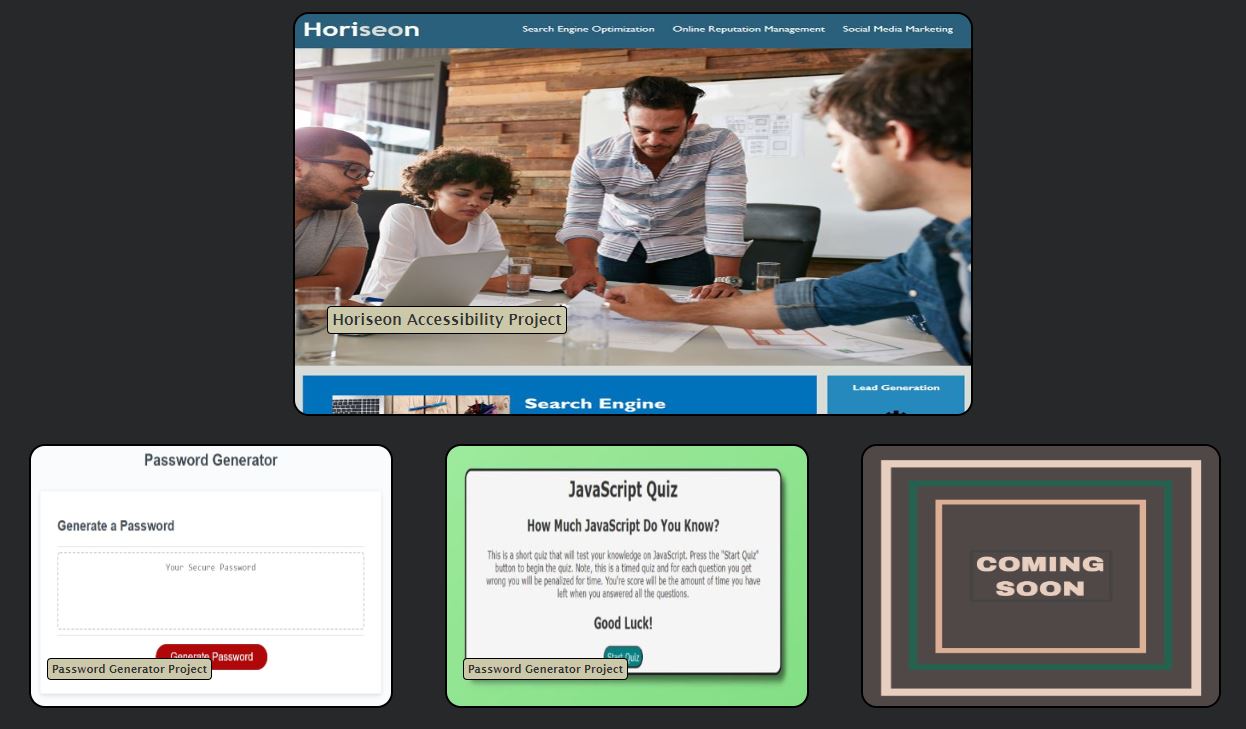 Horiseon
Search Engine Optimization
Online Reputation Management
Social Media Marketing
Horiseon Accessibility Project
Search Engine
Lead Generation
Password Generator
Generate a Password
Your Secure Password
Generate Password
Password Generator Project
JavaScript Quiz
How Much JavaScript Do You Know?
This is a short quiz that will test your knowledge on JavaScript. Press the "Start Quiz"
button to begin the quiz. Note, this is a timed quiz and for each question you get
wrong you will be penalized for time. You're score will be the amount of time you have
left when you answered all the questions.
Good Luck!
Start Quiz
Password Generator Project
COMING
SOON